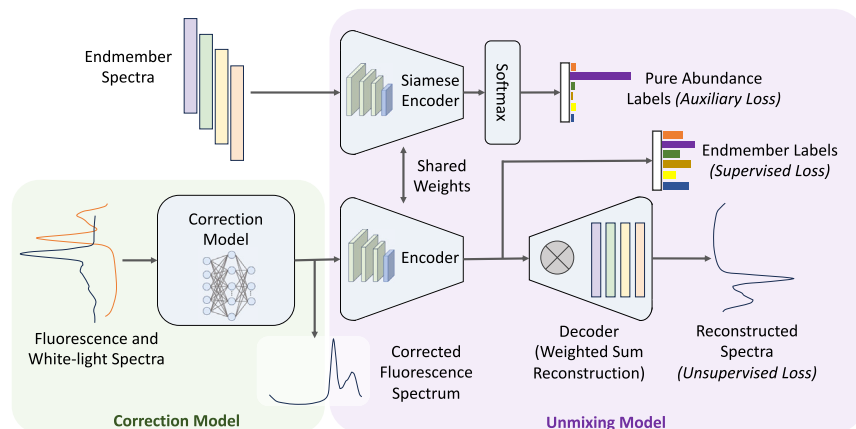 Endmember
Spectra
Siamese
Encoder
Softmax
Pure Abundance
Labels (Auxiliary Loss)
Shared
Weights
Endmember Labels
(Supervised Loss)
Correction
Model
Encoder
Fluorescence and
White-light Spectra
Corrected
Fluorescence
Spectrum
Decoder
(Weighted Sum
Reconstruction)
Reconstructed
Spectra
(Unsupervised Loss)
Correction Model
Unmixing Model